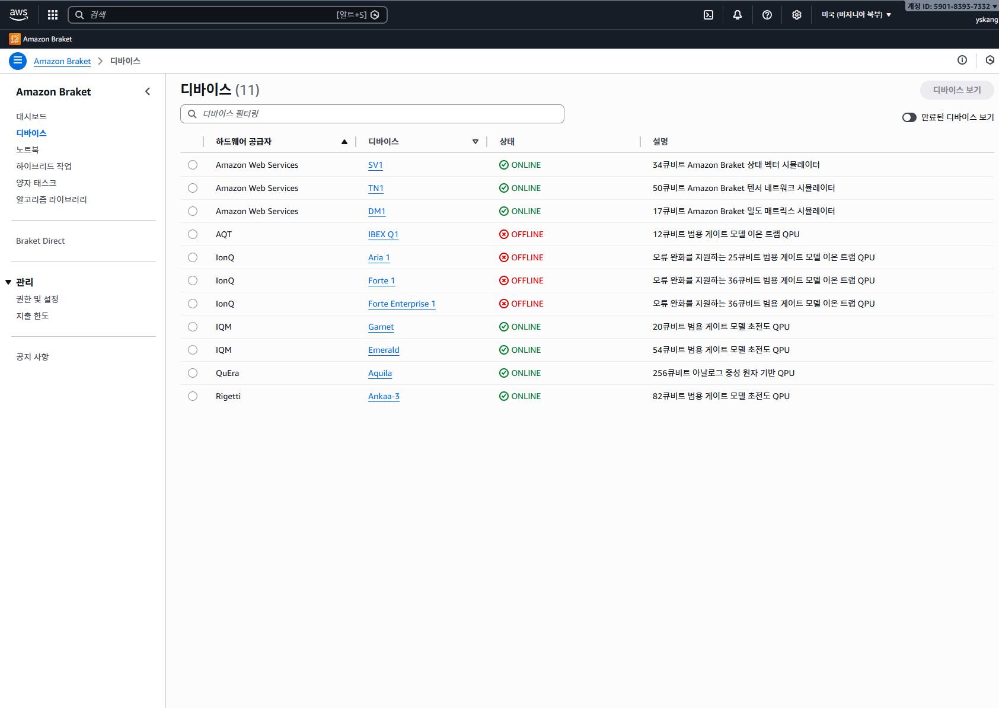 aws 검색 [알트+S] 미국 (버지니아 북부) ▼ 계정 ID: 5901-8393-7332 ▼
yskang
Amazon Braket
Amazon Braket > 디바이스
Amazon Braket
대시보드
디바이스
노트북
하이브리드 작업
양자 태스크
알고리즘 라이브러리
Braket Direct
▼ 관리
권한 및 설정
지출 한도
공지 사항
디바이스 (11)
디바이스 보기
디바이스 필터링
만료된 디바이스 보기
하드웨어 공급자 ▲ 디바이스 ▽ 상태 설명
Amazon Web Services SV1 ONLINE 34큐비트 Amazon Braket 상태 벡터 시뮬레이터
Amazon Web Services TN1 ONLINE 50큐비트 Amazon Braket 텐서 네트워크 시뮬레이터
Amazon Web Services DM1 ONLINE 17큐비트 Amazon Braket 밀도 매트릭스 시뮬레이터
AQT IBEX Q1 OFFLINE 12큐비트 범용 게이트 모델 이온 트랩 QPU
IonQ Aria 1 OFFLINE 오류 완화를 지원하는 25큐비트 범용 게이트 모델 이온 트랩 QPU
IonQ Forte 1 OFFLINE 오류 완화를 지원하는 36큐비트 범용 게이트 모델 이온 트랩 QPU
IonQ Forte Enterprise 1 OFFLINE 오류 완화를 지원하는 36큐비트 범용 게이트 모델 이온 트랩 QPU
IQM Garnet ONLINE 20큐비트 범용 게이트 모델 초전도 QPU
IQM Emerald ONLINE 54큐비트 범용 게이트 모델 초전도 QPU
QuEra Aquila ONLINE 256큐비트 아날로그 중성 원자 기반 QPU
Rigetti Ankaa-3 ONLINE 82큐비트 범용 게이트 모델 초전도 QPU